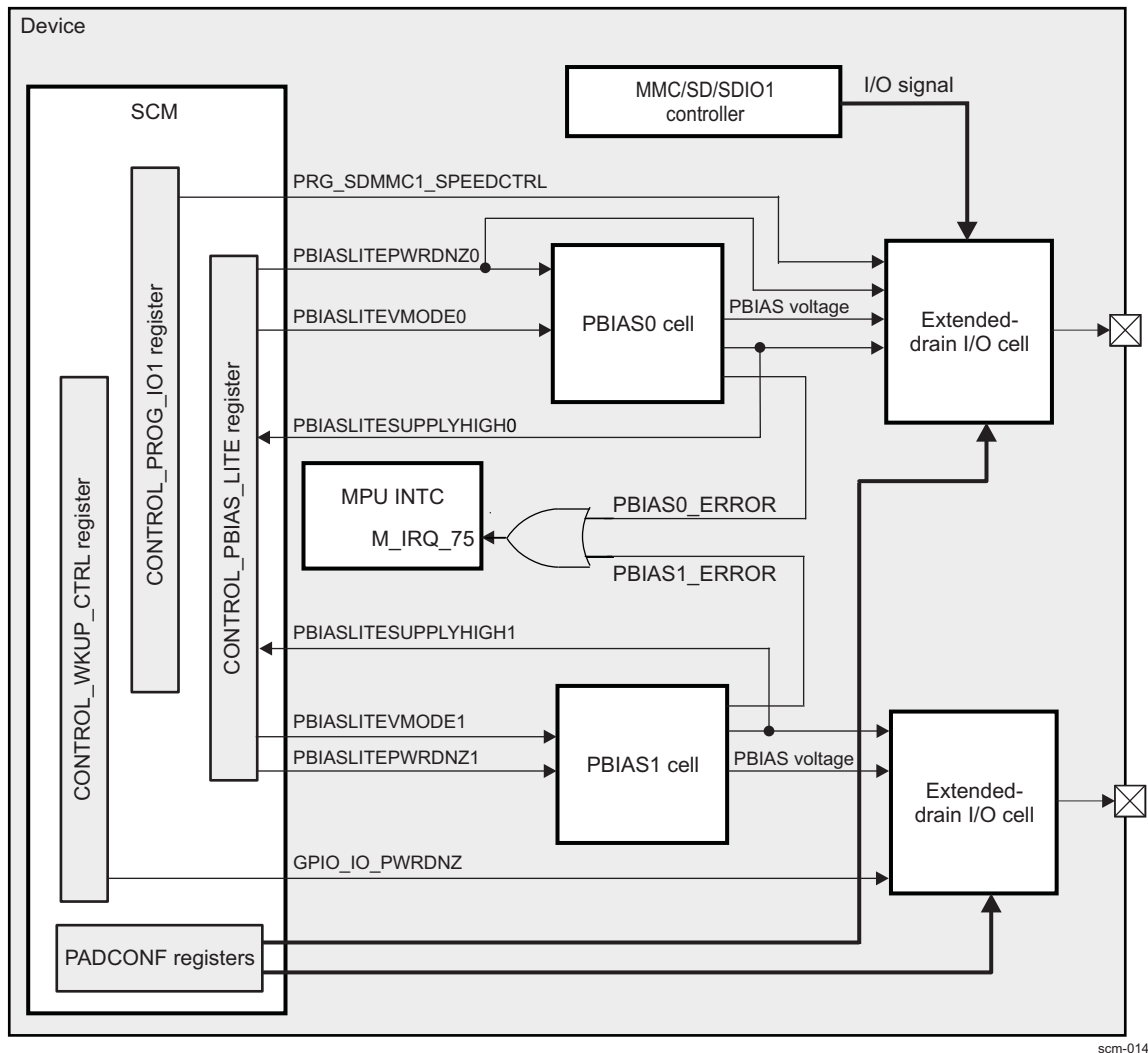 Device
SCM
MMC/SD/SDIO1
controller
I/O signal
CONTROL_PROG_IO1 register
CONTROL_PBIAS_LITE register
CONTROL_WKUP_CTRL register
PRG_SDMMC1_SPEEDCTRL
PBIASLITEPWRDNZ0
PBIASLITEVMODE0
PBIAS0 cell
PBIAS voltage
Extended-
drain I/O cell
PBIASLITESUPPLYHIGH0
MPU INTC
M_IRQ_75
PBIAS0_ERROR
PBIAS1_ERROR
PBIASLITESUPPLYHIGH1
PBIASLITEVMODE1
PBIASLITEPWRDNZ1
PBIAS1 cell
PBIAS voltage
Extended-
drain I/O cell
GPIO_IO_PWRDNZ
PADCONF registers
scm-014